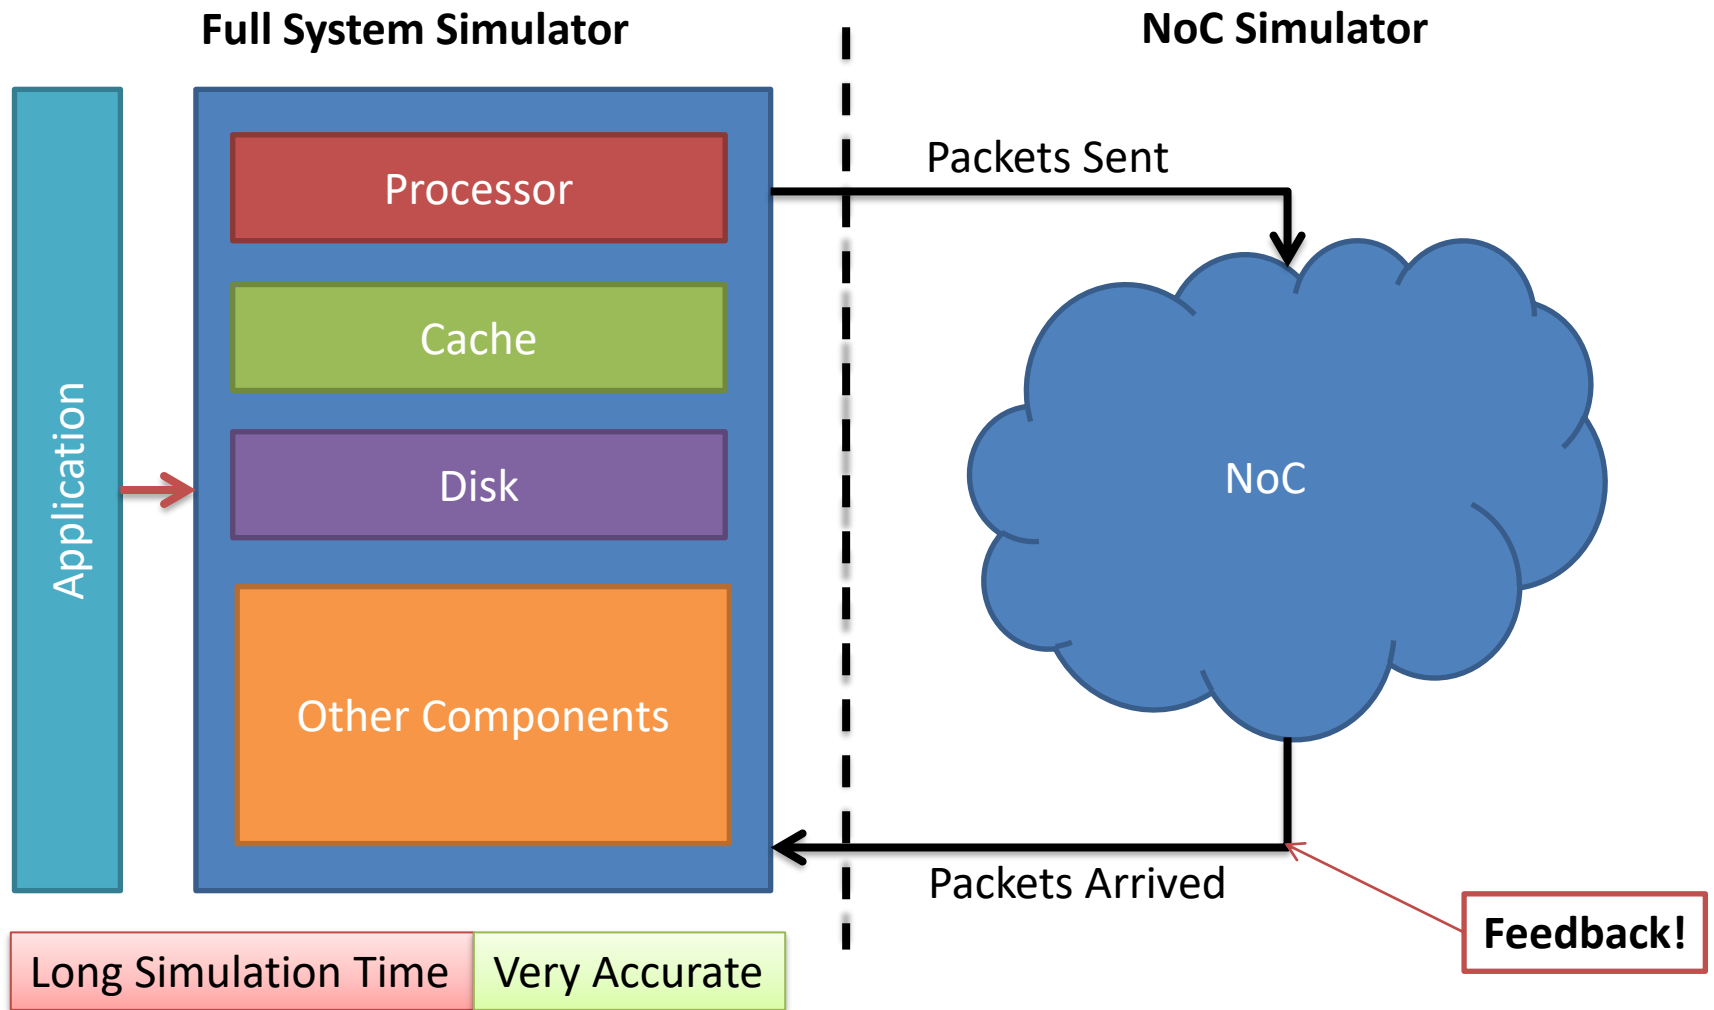 Full System Simulator
NoC Simulator
Application
Processor
Cache
Disk
Other Components
Packets Sent
NoC
Packets Arrived
Feedback!
Long Simulation Time
Very Accurate